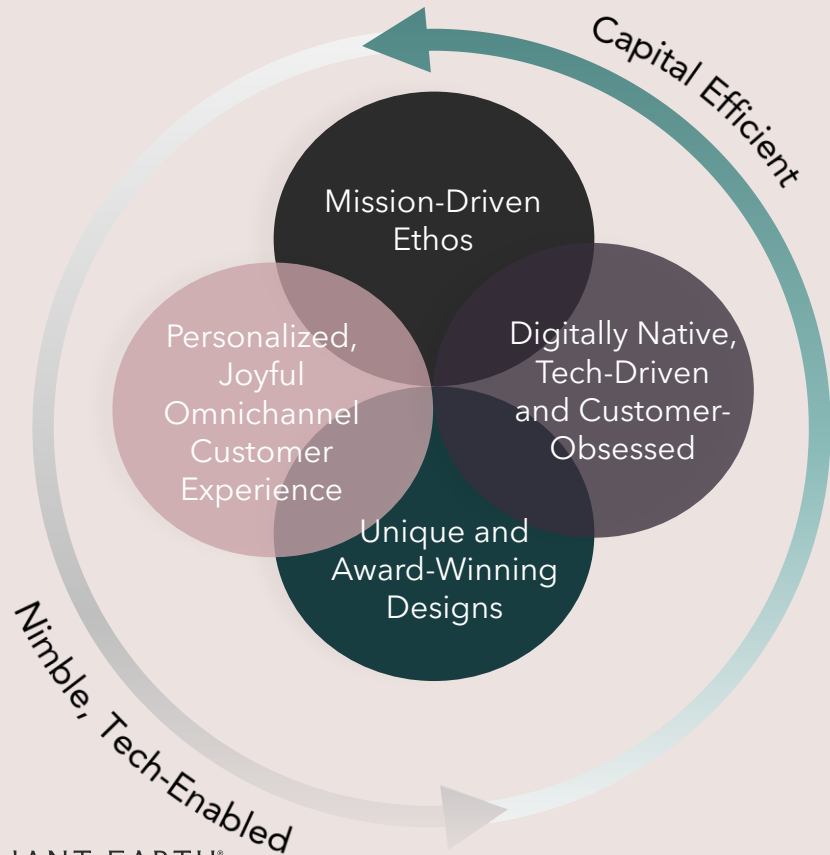 Capital Efficient
Mission-Driven
Ethos
Personalized,
Joyful
Omnichannel
Customer
Experience
Digitally Native,
Tech-Driven
and Customer-
Obsessed
Unique and
Award-Winning
Designs
Nimble, Tech-Enabled